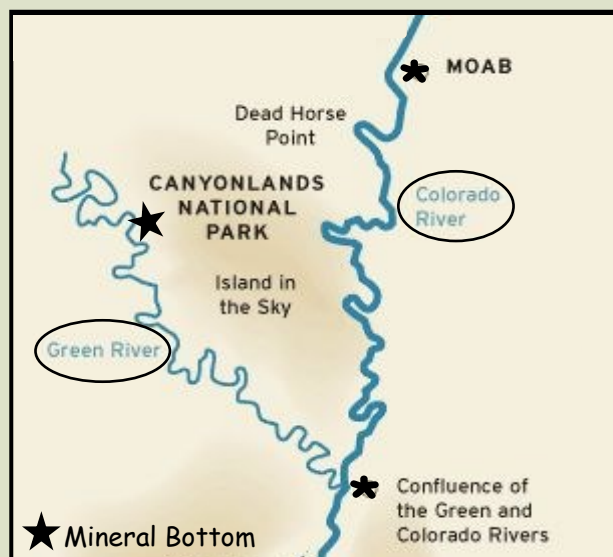 MOAB
Dead Horse
Point
CANYONLANDS
NATIONAL
PARK
Colorado
River
Island in
the Sky
Green River
Confluence of
the Green and
Colorado Rivers
Mineral Bottom